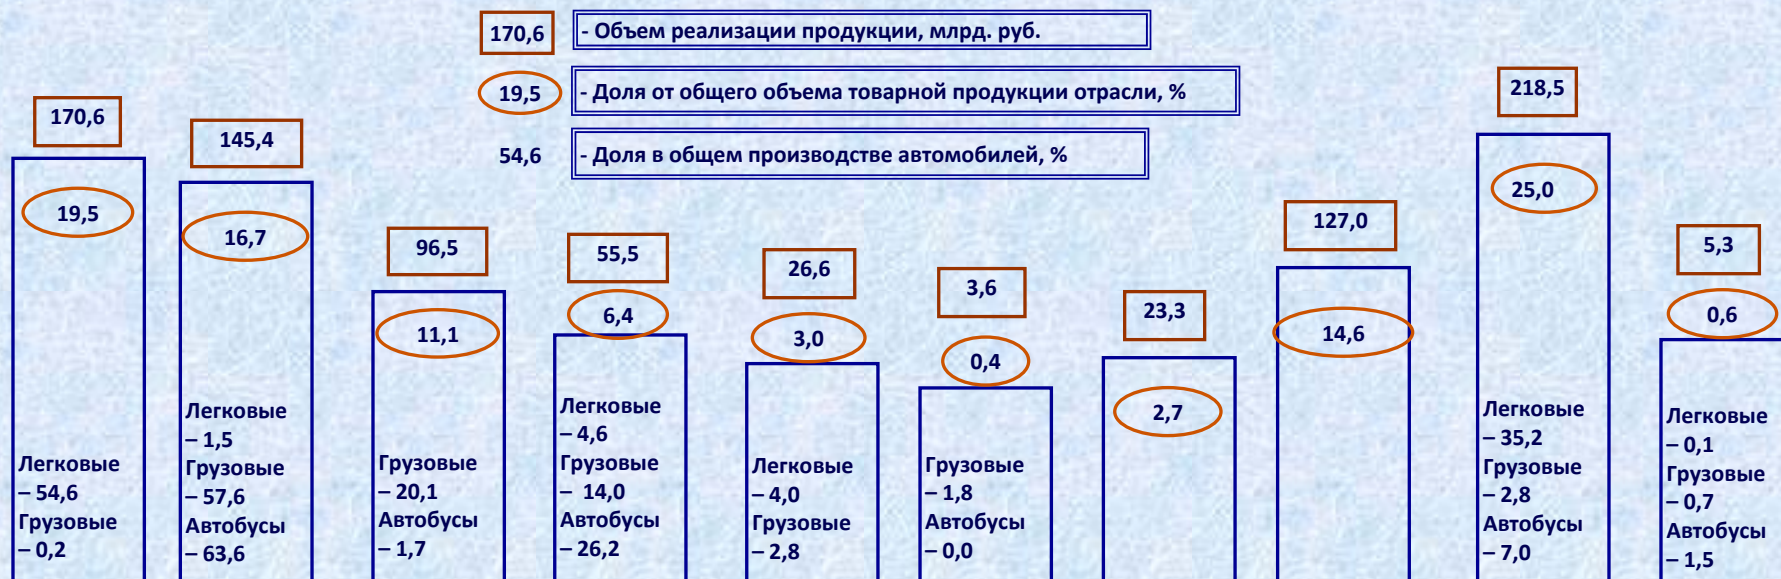 170,6
- Объем реализации продукции, млрд. руб.
19,5
- Доля от общего объема товарной продукции отрасли, %
54,6
- Доля в общем производстве автомобилей, %
170,6
19,5
Легковые
– 54,6
Грузовые
– 0,2
145,4
16,7
Легковые
– 1,5
Грузовые
– 57,6
Автобусы
– 63,6
96,5
11,1
Грузовые
– 20,1
Автобусы
– 1,7
55,5
6,4
Легковые
– 4,6
Грузовые
– 14,0
Автобусы
– 26,2
26,6
3,0
Легковые
– 4,0
Грузовые
– 2,8
3,6
0,4
Грузовые
– 1,8
Автобусы
– 0,0
23,3
2,7
127,0
14,6
218,5
25,0
Легковые
– 35,2
Грузовые
– 2,8
Автобусы
– 7,0
5,3
0,6
Легковые
– 0,1
Грузовые
– 0,7
Автобусы
– 1,5